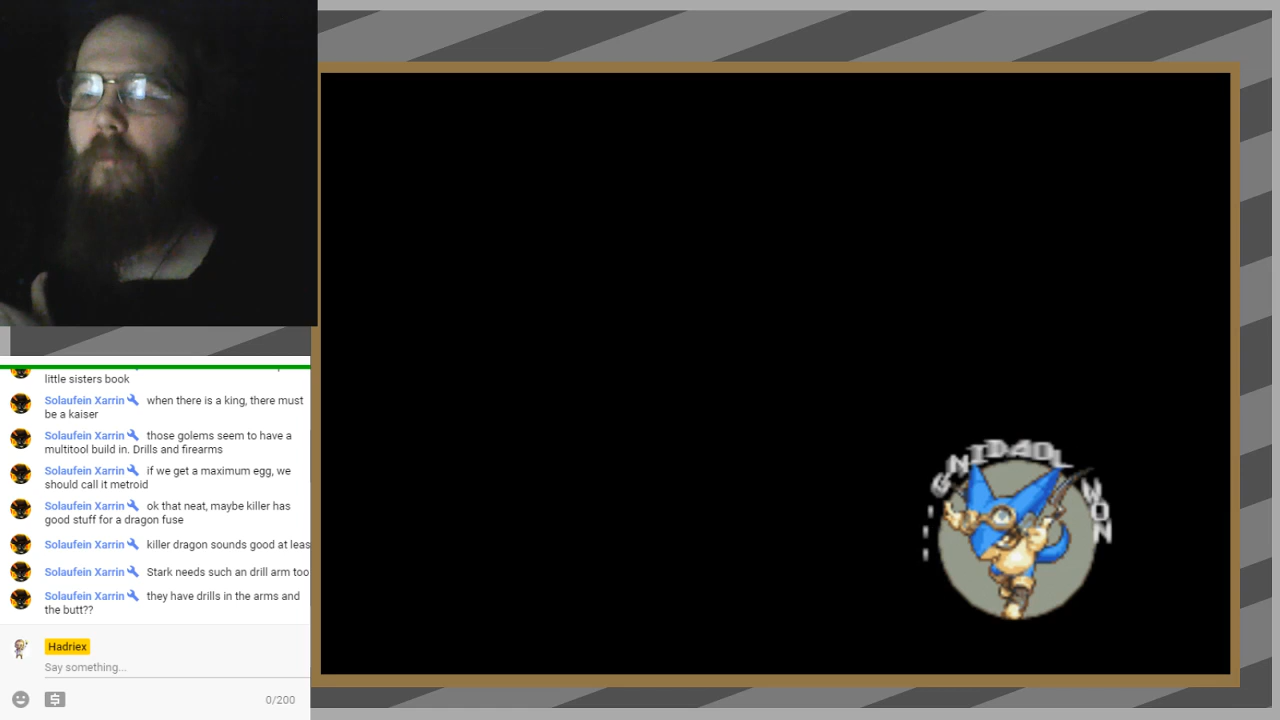 little sisters book
Solaufein Xarrin when there is a king, there must
be a kaiser
Solaufein Xarrin those golems seem to have a
multitool build in. Drills and firearms
Solaufein Xarrin if we get a maximum egg, we
should call it metroid
Solaufein Xarrin ok that neat, maybe killer has
good stuff for a dragon fuse
Solaufein Xarrin killer dragon sounds good at leas
Solaufein Xarrin Stark needs such an drill arm too
Solaufein Xarrin they have drills in the arms and
the butt??
Hadriex
Say something...
0/200
NOW LOADING...